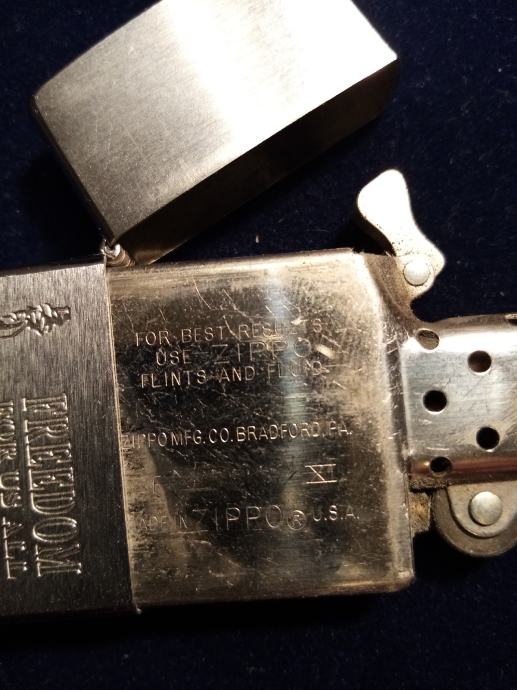 FOR BEST RESULTS
USE ZIPPO
FLINTS AND FLUID
ZIPPO MFG. CO. BRADFORD, PA.
F XI
MADE IN ZIPPO® U.S.A.
FREEDOM
FOR US ALL